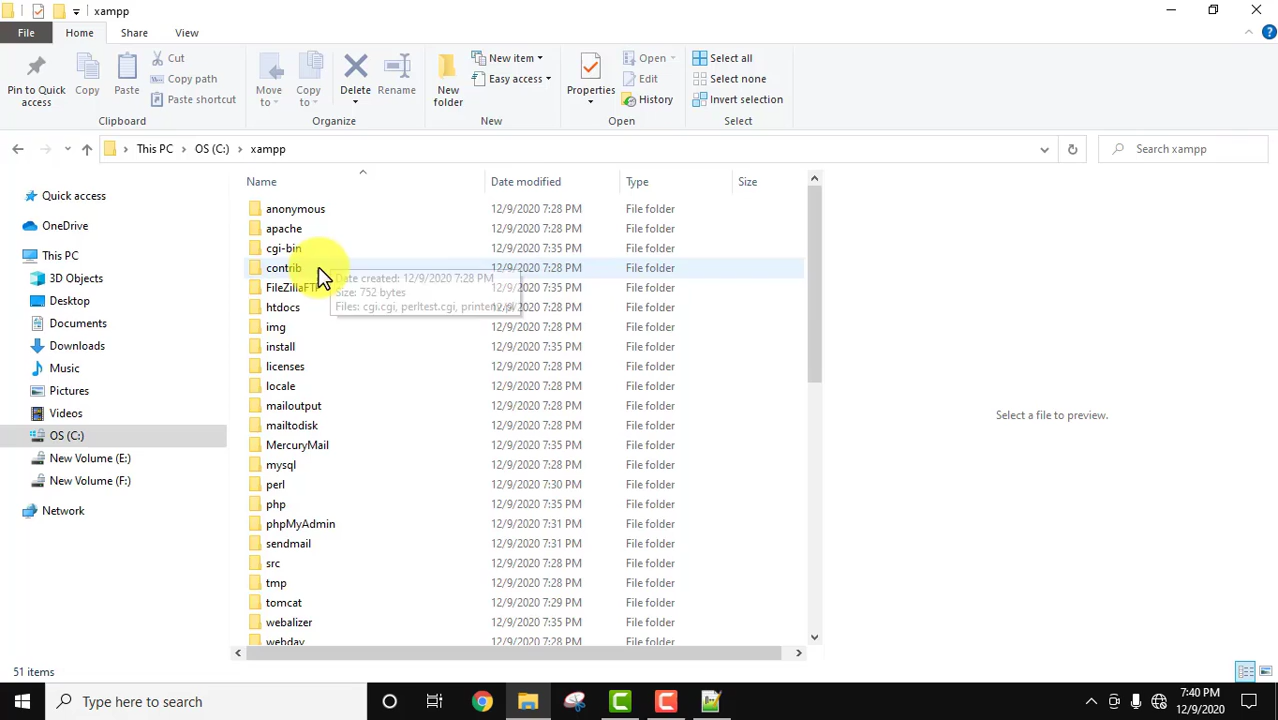 xampp
File Home Share View
Pin to Quick access
Copy
Paste
Cut
Copy path
Paste shortcut
Clipboard
Move to
Copy to
Delete
Rename
Organize
New folder
New item
Easy access
New
Properties
Open
Edit
History
Open
Select all
Select none
Invert selection
Select
This PC OS (C:) xampp
Search xampp
Quick access
OneDrive
This PC
3D Objects
Desktop
Documents
Downloads
Music
Pictures
Videos
OS (C:)
New Volume (E:)
New Volume (F:)
Network
Name Date modified Type Size
anonymous 12/9/2020 7:28 PM File folder
apache 12/9/2020 7:28 PM File folder
cgi-bin 12/9/2020 7:35 PM File folder
contrib 12/9/2020 7:28 PM File folder
12/9/2020 7:35 PM File folder
htdocs 12/9/2020 7:28 PM File folder
img 12/9/2020 7:28 PM File folder
install 12/9/2020 7:35 PM File folder
licenses 12/9/2020 7:28 PM File folder
locale 12/9/2020 7:28 PM File folder
mailoutput 12/9/2020 7:28 PM File folder
mailtodisk 12/9/2020 7:28 PM File folder
MercuryMail 12/9/2020 7:35 PM File folder
mysql 12/9/2020 7:28 PM File folder
perl 12/9/2020 7:30 PM File folder
php 12/9/2020 7:35 PM File folder
phpMyAdmin 12/9/2020 7:31 PM File folder
sendmail 12/9/2020 7:31 PM File folder
src 12/9/2020 7:28 PM File folder
tmp 12/9/2020 7:28 PM File folder
tomcat 12/9/2020 7:29 PM File folder
webalizer 12/9/2020 7:35 PM File folder
webdav 12/9/2020 7:28 PM File folder
Date created: 12/9/2020 7:28 PM
Size: 752 bytes
Files: cgi.cgi, perltest.cgi,
Select a file to preview.
51 items
Type here to search
7:40 PM
12/9/2020